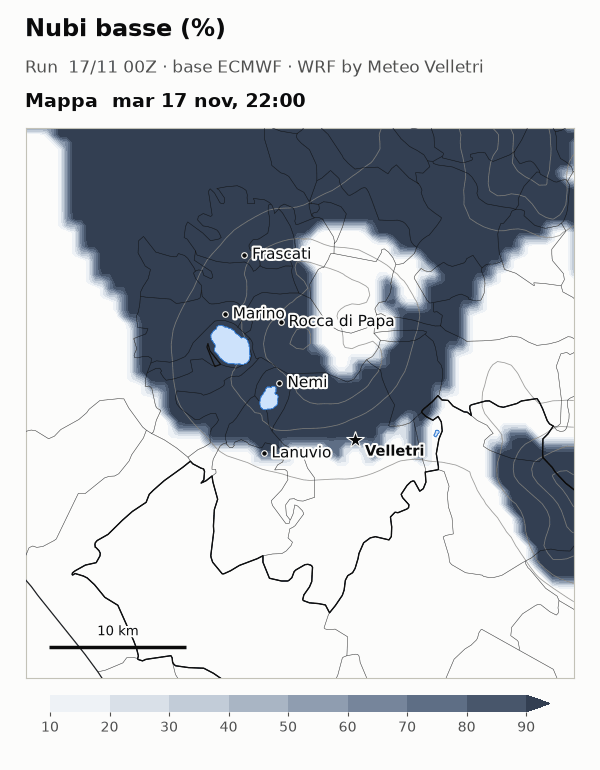 Nubi basse (%)
Run 17/11 00Z · base ECMWF · WRF by Meteo Velletri
Mappa mar 17 nov, 22:00
Frascati
Marino
Rocca di Papa
Nemi
Velletri
Lanuvio
10 km
10 20 30 40 50 60 70 80 90